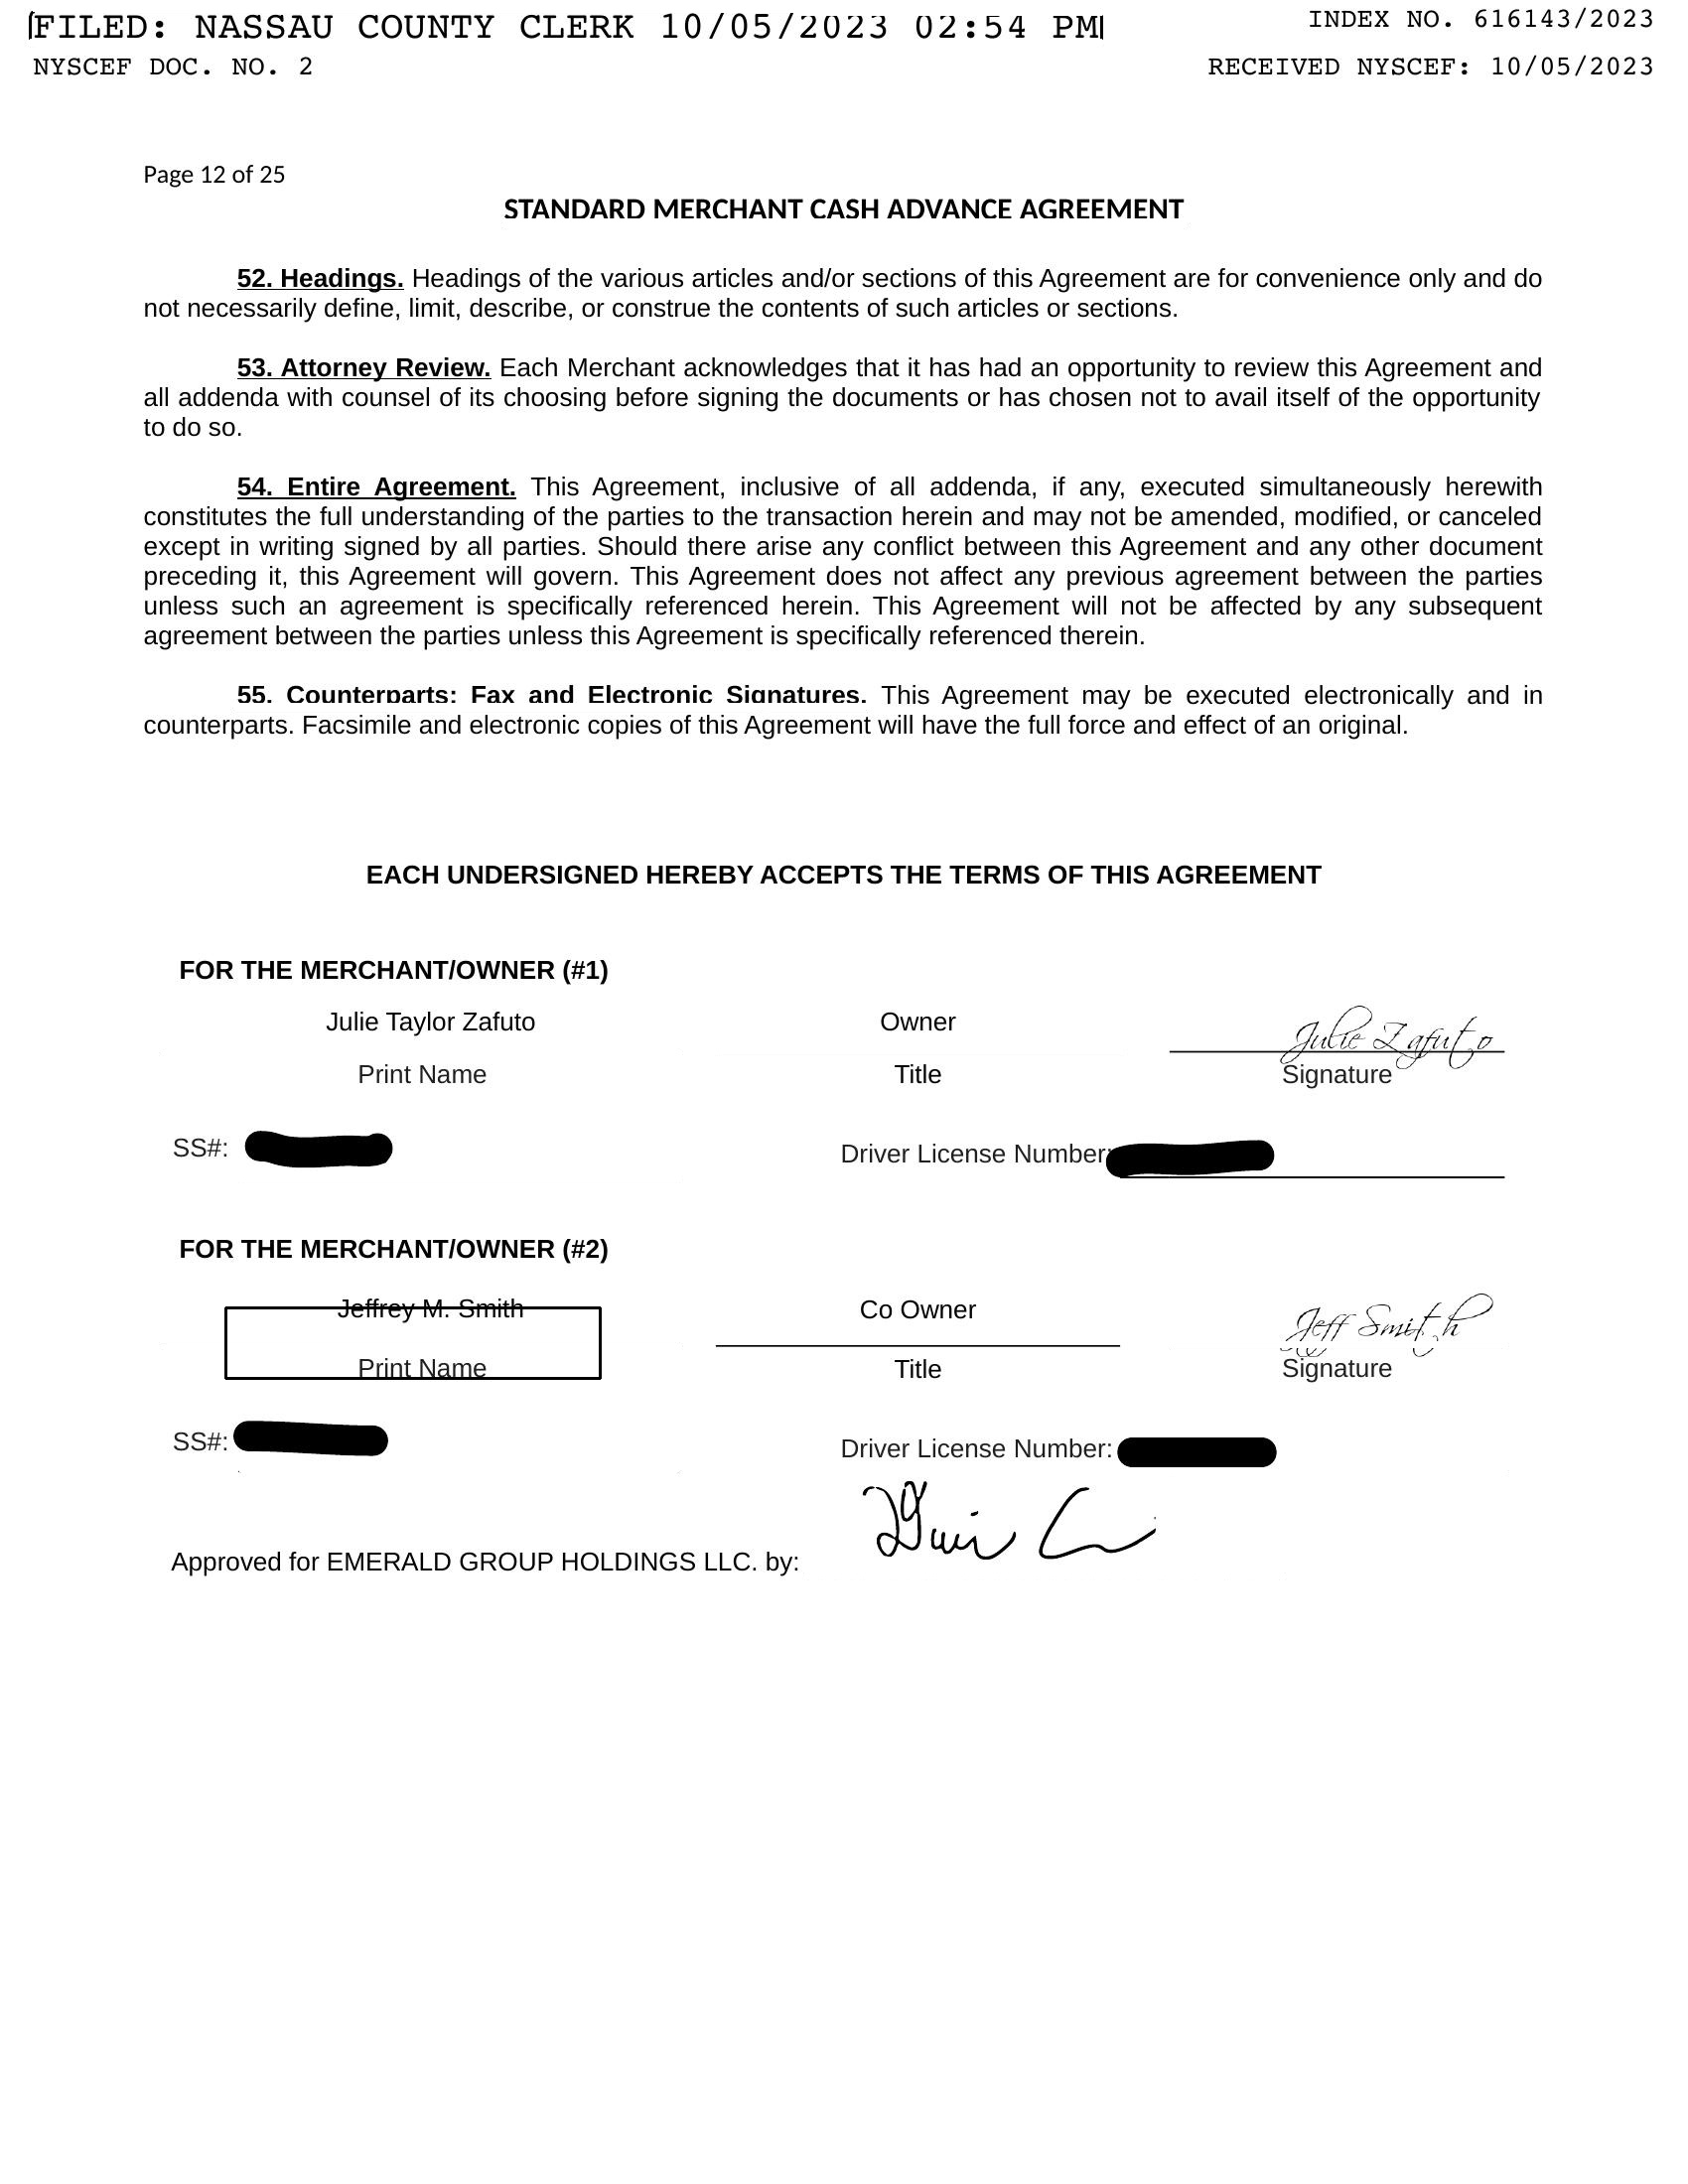 FILED: NASSAU COUNTY CLERK 10/05/2023 02:54 PM
INDEX NO. 616143/2023
NYSCEF DOC. NO. 2
RECEIVED NYSCEF: 10/05/2023
Page 12 of 25
STANDARD MERCHANT CASH ADVANCE AGREEMENT
52. Headings. Headings of the various articles and/or sections of this Agreement are for convenience only and do
not necessarily define, limit, describe, or construe the contents of such articles or sections.
53. Attorney Review. Each Merchant acknowledges that it has had an opportunity to review this Agreement and
all addenda with counsel of its choosing before signing the documents or has chosen not to avail itself of the opportunity
to do so.
54. Entire Agreement. This Agreement, inclusive of all addenda, if any, executed simultaneously herewith
constitutes the full understanding of the parties to the transaction herein and may not be amended, modified, or canceled
except in writing signed by all parties. Should there arise any conflict between this Agreement and any other document
preceding it, this Agreement will govern. This Agreement does not affect any previous agreement between the parties
unless such an agreement is specifically referenced herein. This Agreement will not be affected by any subsequent
agreement between the parties unless this Agreement is specifically referenced therein.
55. Counterparts; Fax and Electronic Signatures. This Agreement may be executed electronically and in
counterparts. Facsimile and electronic copies of this Agreement will have the full force and effect of an original.
EACH UNDERSIGNED HEREBY ACCEPTS THE TERMS OF THIS AGREEMENT
FOR THE MERCHANT/OWNER (#1)
Julie Taylor Zafuto Owner Julie Zafuto
Print Name Title Signature
SS#: Driver License Number:
FOR THE MERCHANT/OWNER (#2)
Jeffrey M. Smith Co Owner Jeff Smith
Print Name Title Signature
SS#: Driver License Number:
Approved for EMERALD GROUP HOLDINGS LLC. by: